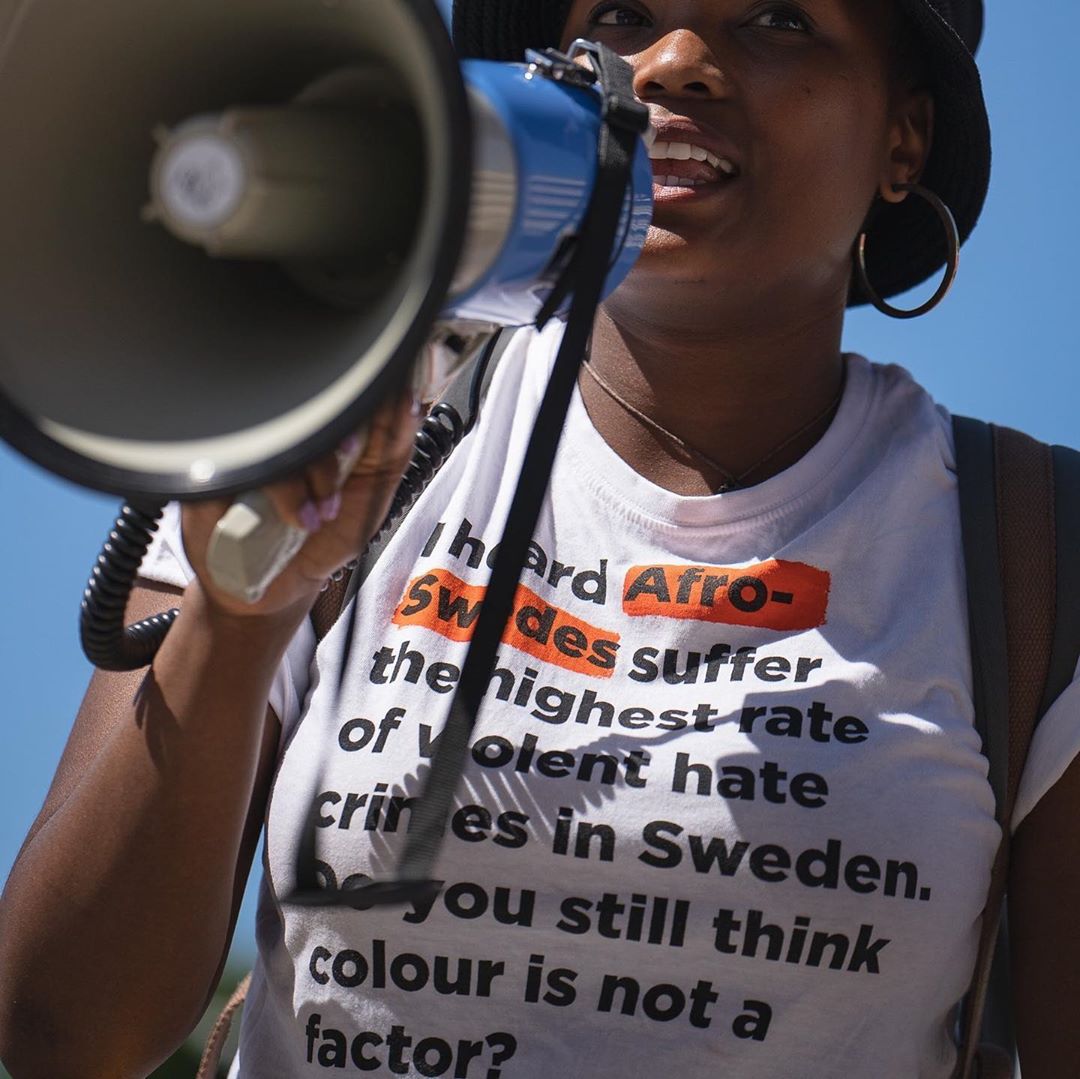 I heard Afro-
Swedes suffer
the highest rate
of violent hate
crimes in Sweden.
Do you still think
colour is not a
factor?